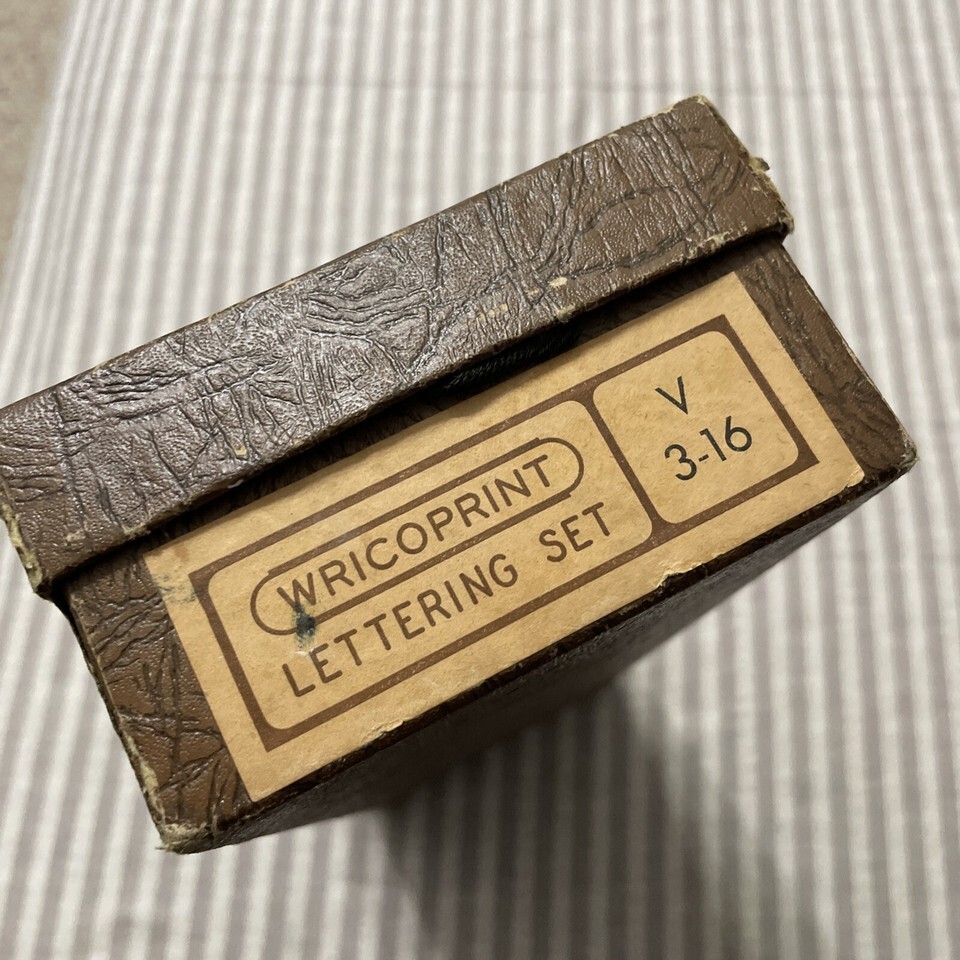 WRICOPRINT
LETTERING SET
V
3-16